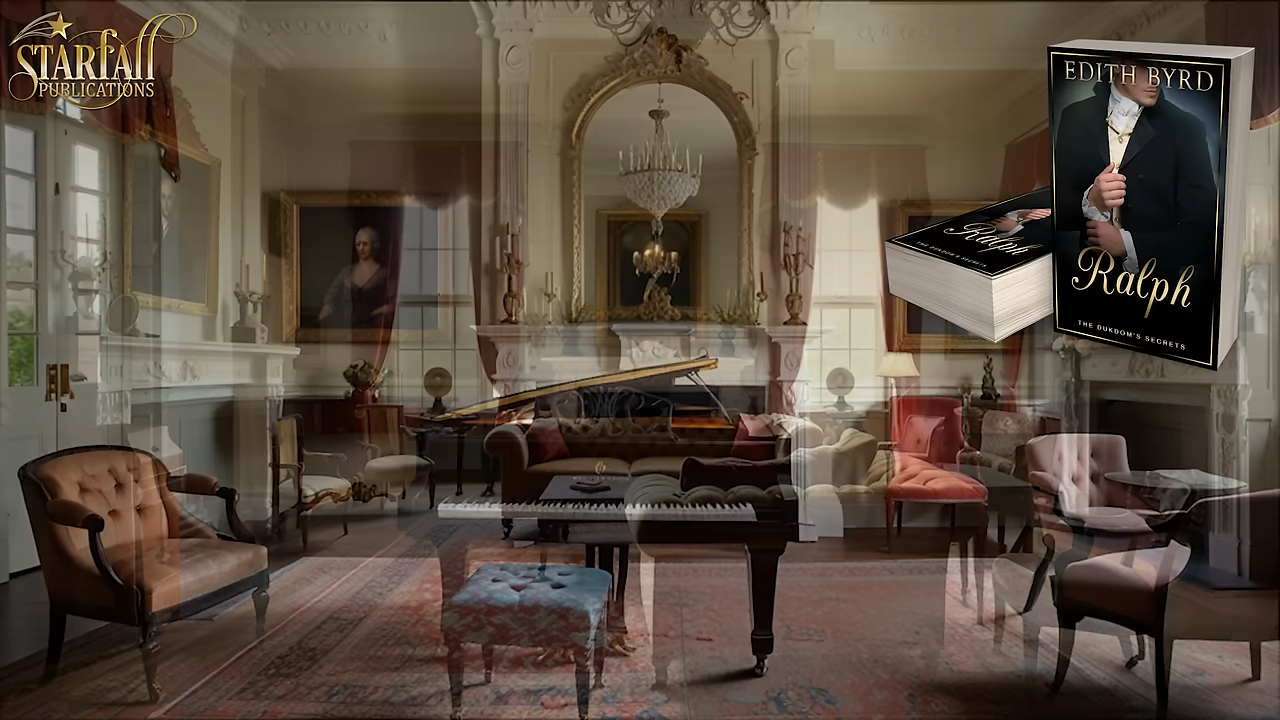 STARfall
PUBLICATIONS
EDITH BYRD
Ralph
THE DUKDOM'S SECRETS
Ralph
THE DUKDOM'S SECRETS